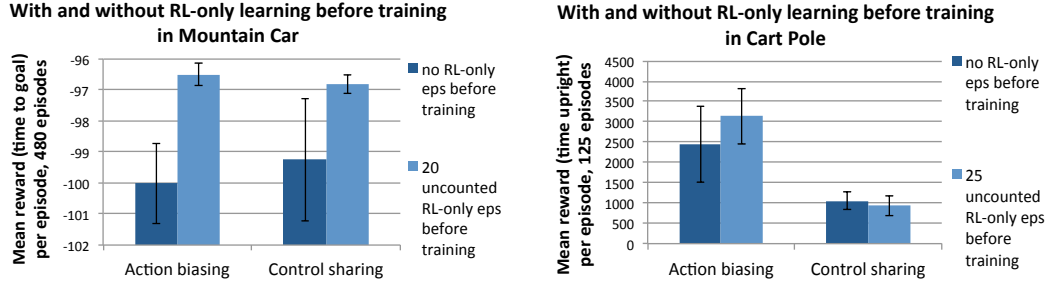 With and without RL-only learning before training
in Mountain Car
Mean reward (time to goal)
per episode, 480 episodes
-96
-97
-98
-99
-100
-101
-102
Action biasing
Control sharing
no RL-only
eps before
training
20
uncounted
RL-only eps
before
training
With and without RL-only learning before training
in Cart Pole
Mean reward (time upright)
per episode, 125 episodes
4500
4000
3500
3000
2500
2000
1500
1000
500
0
Action biasing
Control sharing
no RL-only
eps before
training
25
uncounted
RL-only eps
before
training